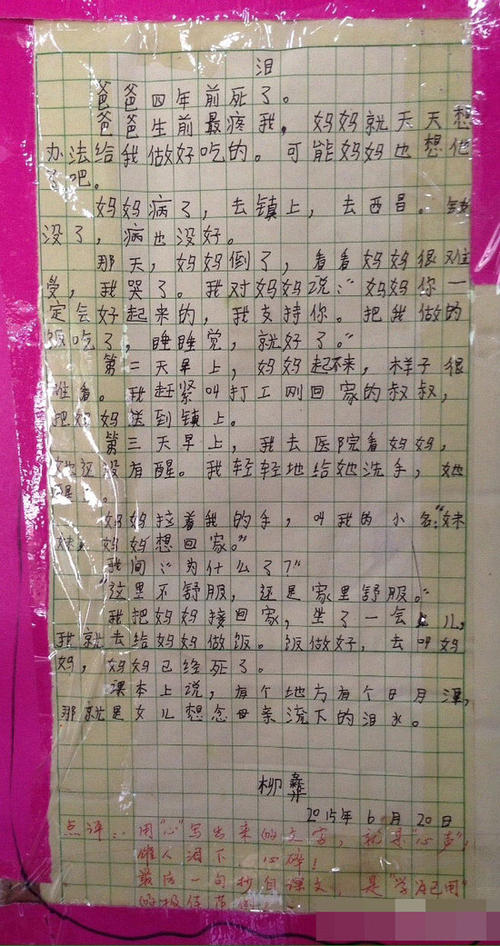 泪
爸爸四年前死了。
爸爸生前最疼我，妈妈就天天想
办法给我做好吃的。可能妈妈也想他
了吧。
妈妈病了，去镇上，去西昌。钱
没了，病也没好。
那天，妈妈倒了，看看妈妈很难
受，我哭了。我对妈妈说：“妈妈你一
定会好起来的，我支持你。把我做的
饭吃了，睡睡觉，就好了。”
第二天早上，妈妈起不来，样子很
难看。我赶紧叫打工刚回家的叔叔，
把妈妈送到镇上。
第三天早上，我去医院看妈妈，
她还没有醒。我轻轻地给她洗手，她
醒了。
妈妈拉着我的手，叫我的小名：“妹
妹，妈妈想回家。”
我问：“为什么了？”
“这里不舒服，还是家里舒服。”
我把妈妈接回家，坐了一会儿，
我就去给妈妈做饭。饭做好，去叫妈
妈，妈妈已经死了。
课本上说，有个地方有个日月潭，
那就是女儿想念母亲流下的泪水。
柳彝
2015年6月20日
点评：用“心”写出来的文字，就是“心声”，
催人泪下 心碎！
最后一句抄自课文，是“学为己用”
的极佳范例